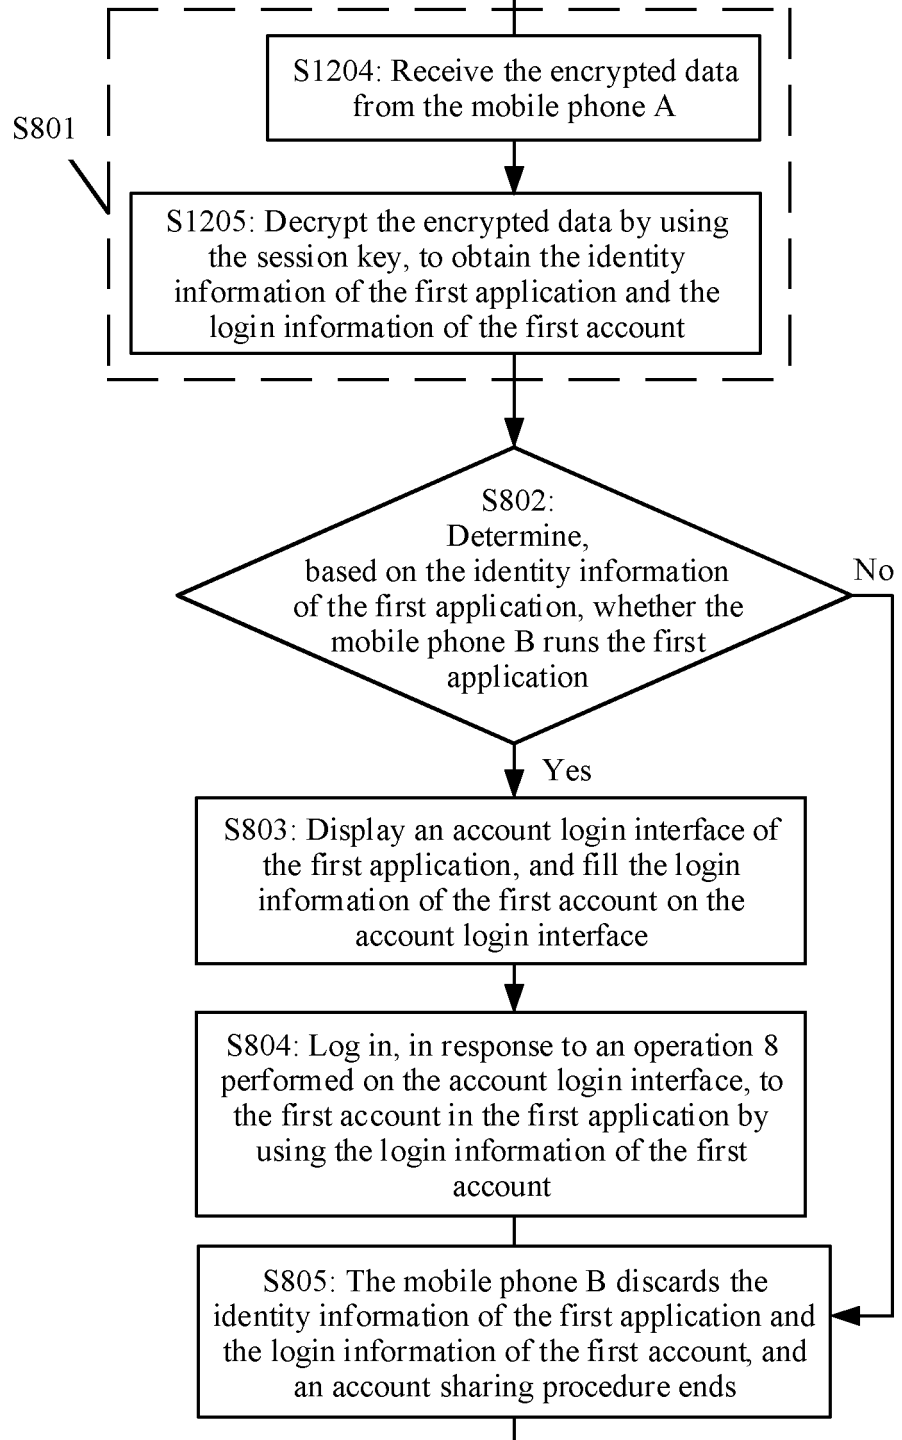 S1204: Receive the encrypted data
from the mobile phone A
S801
S1205: Decrypt the encrypted data by using
the session key, to obtain the identity
information of the first application and the
login information of the first account
S802:
Determine,
based on the identity information
of the first application, whether the
mobile phone B runs the first
application
No
Yes
S803: Display an account login interface of
the first application, and fill the login
information of the first account on the
account login interface
S804: Log in, in response to an operation 8
performed on the account login interface, to
the first account in the first application by
using the login information of the first
account
S805: The mobile phone B discards the
identity information of the first application and
the login information of the first account, and
an account sharing procedure ends